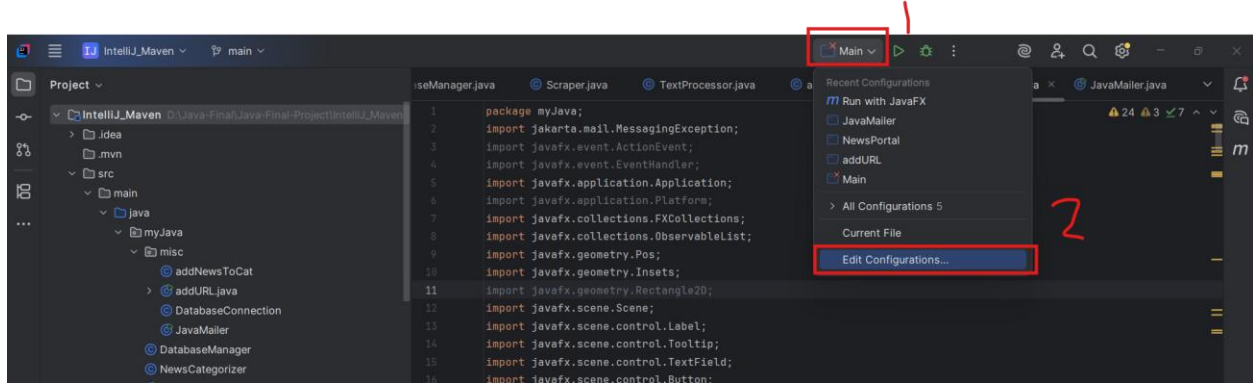 1
IJ IntelliJ_Maven
main
Main
Project
seManager.java
Scraper.java
TextProcessor.java
a
a
JavaMailer.java
IntelliJ_Maven D:\Java-Final\Java-Final-Project\IntelliJ_Maven
.idea
.mvn
src
main
java
myJava
misc
addNewsToCat
addURL.java
DatabaseConnection
JavaMailer
DatabaseManager
NewsCategorizer
1 package myJava;
2 import jakarta.mail.MessagingException;
3 import javafx.event.ActionEvent;
4 import javafx.event.EventHandler;
5 import javafx.application.Application;
6 import javafx.application.Platform;
7 import javafx.collections.FXCollections;
8 import javafx.collections.ObservableList;
9 import javafx.geometry.Pos;
10 import javafx.geometry.Insets;
11 import javafx.geometry.Rectangle2D;
12 import javafx.scene.Scene;
13 import javafx.scene.control.Label;
14 import javafx.scene.control.Tooltip;
15 import javafx.scene.control.TextField;
16 import javafx.scene.control.Button;
Recent Configurations
m Run with JavaFX
JavaMailer
NewsPortal
addURL
Main
All Configurations 5
Current File
Edit Configurations...
2
24 3 7
m